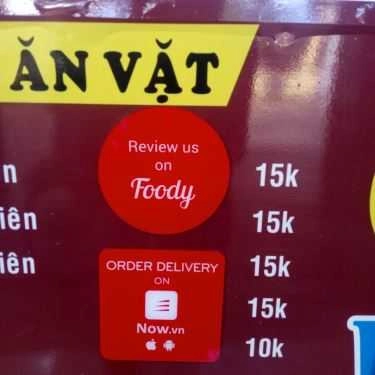 ĂN VẶT
Review us
on
Foody
15k
iên 15k
iên 15k
ORDER DELIVERY
ON
15k
Now.vn
10k